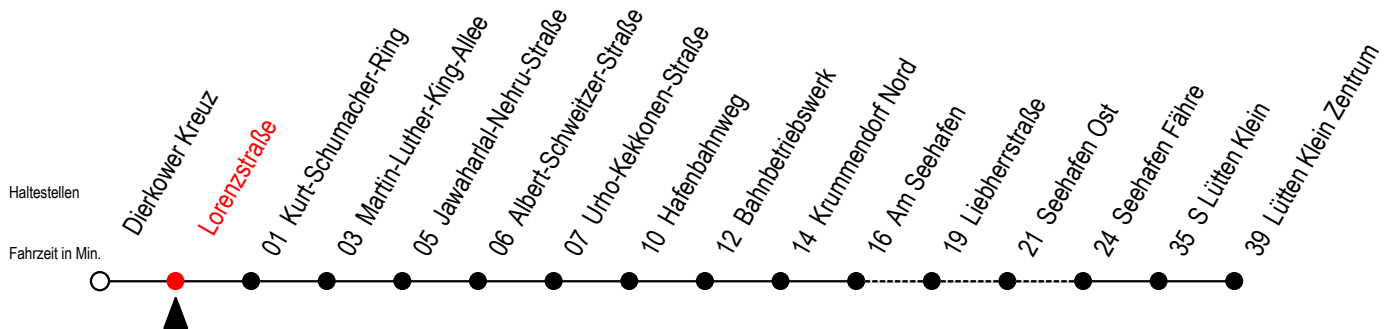 Haltestellen
Fahrzeit in Min.
Dierkower Kreuz
Lorenzstraße
01 Kurt-Schumacher-Ring
03 Martin-Luther-King-Allee
05 Jawaharlal-Nehru-Straße
06 Albert-Schweitzer-Straße
07 Urho-Kekkonen-Straße
10 Hafenbahnweg
12 Bahnbetriebswerk
14 Krummendorf Nord
16 Am Seehafen
19 Liebherrstraße
21 Seehafen Ost
24 Seehafen Fähre
35 S Lütten Klein
39 Lütten Klein Zentrum